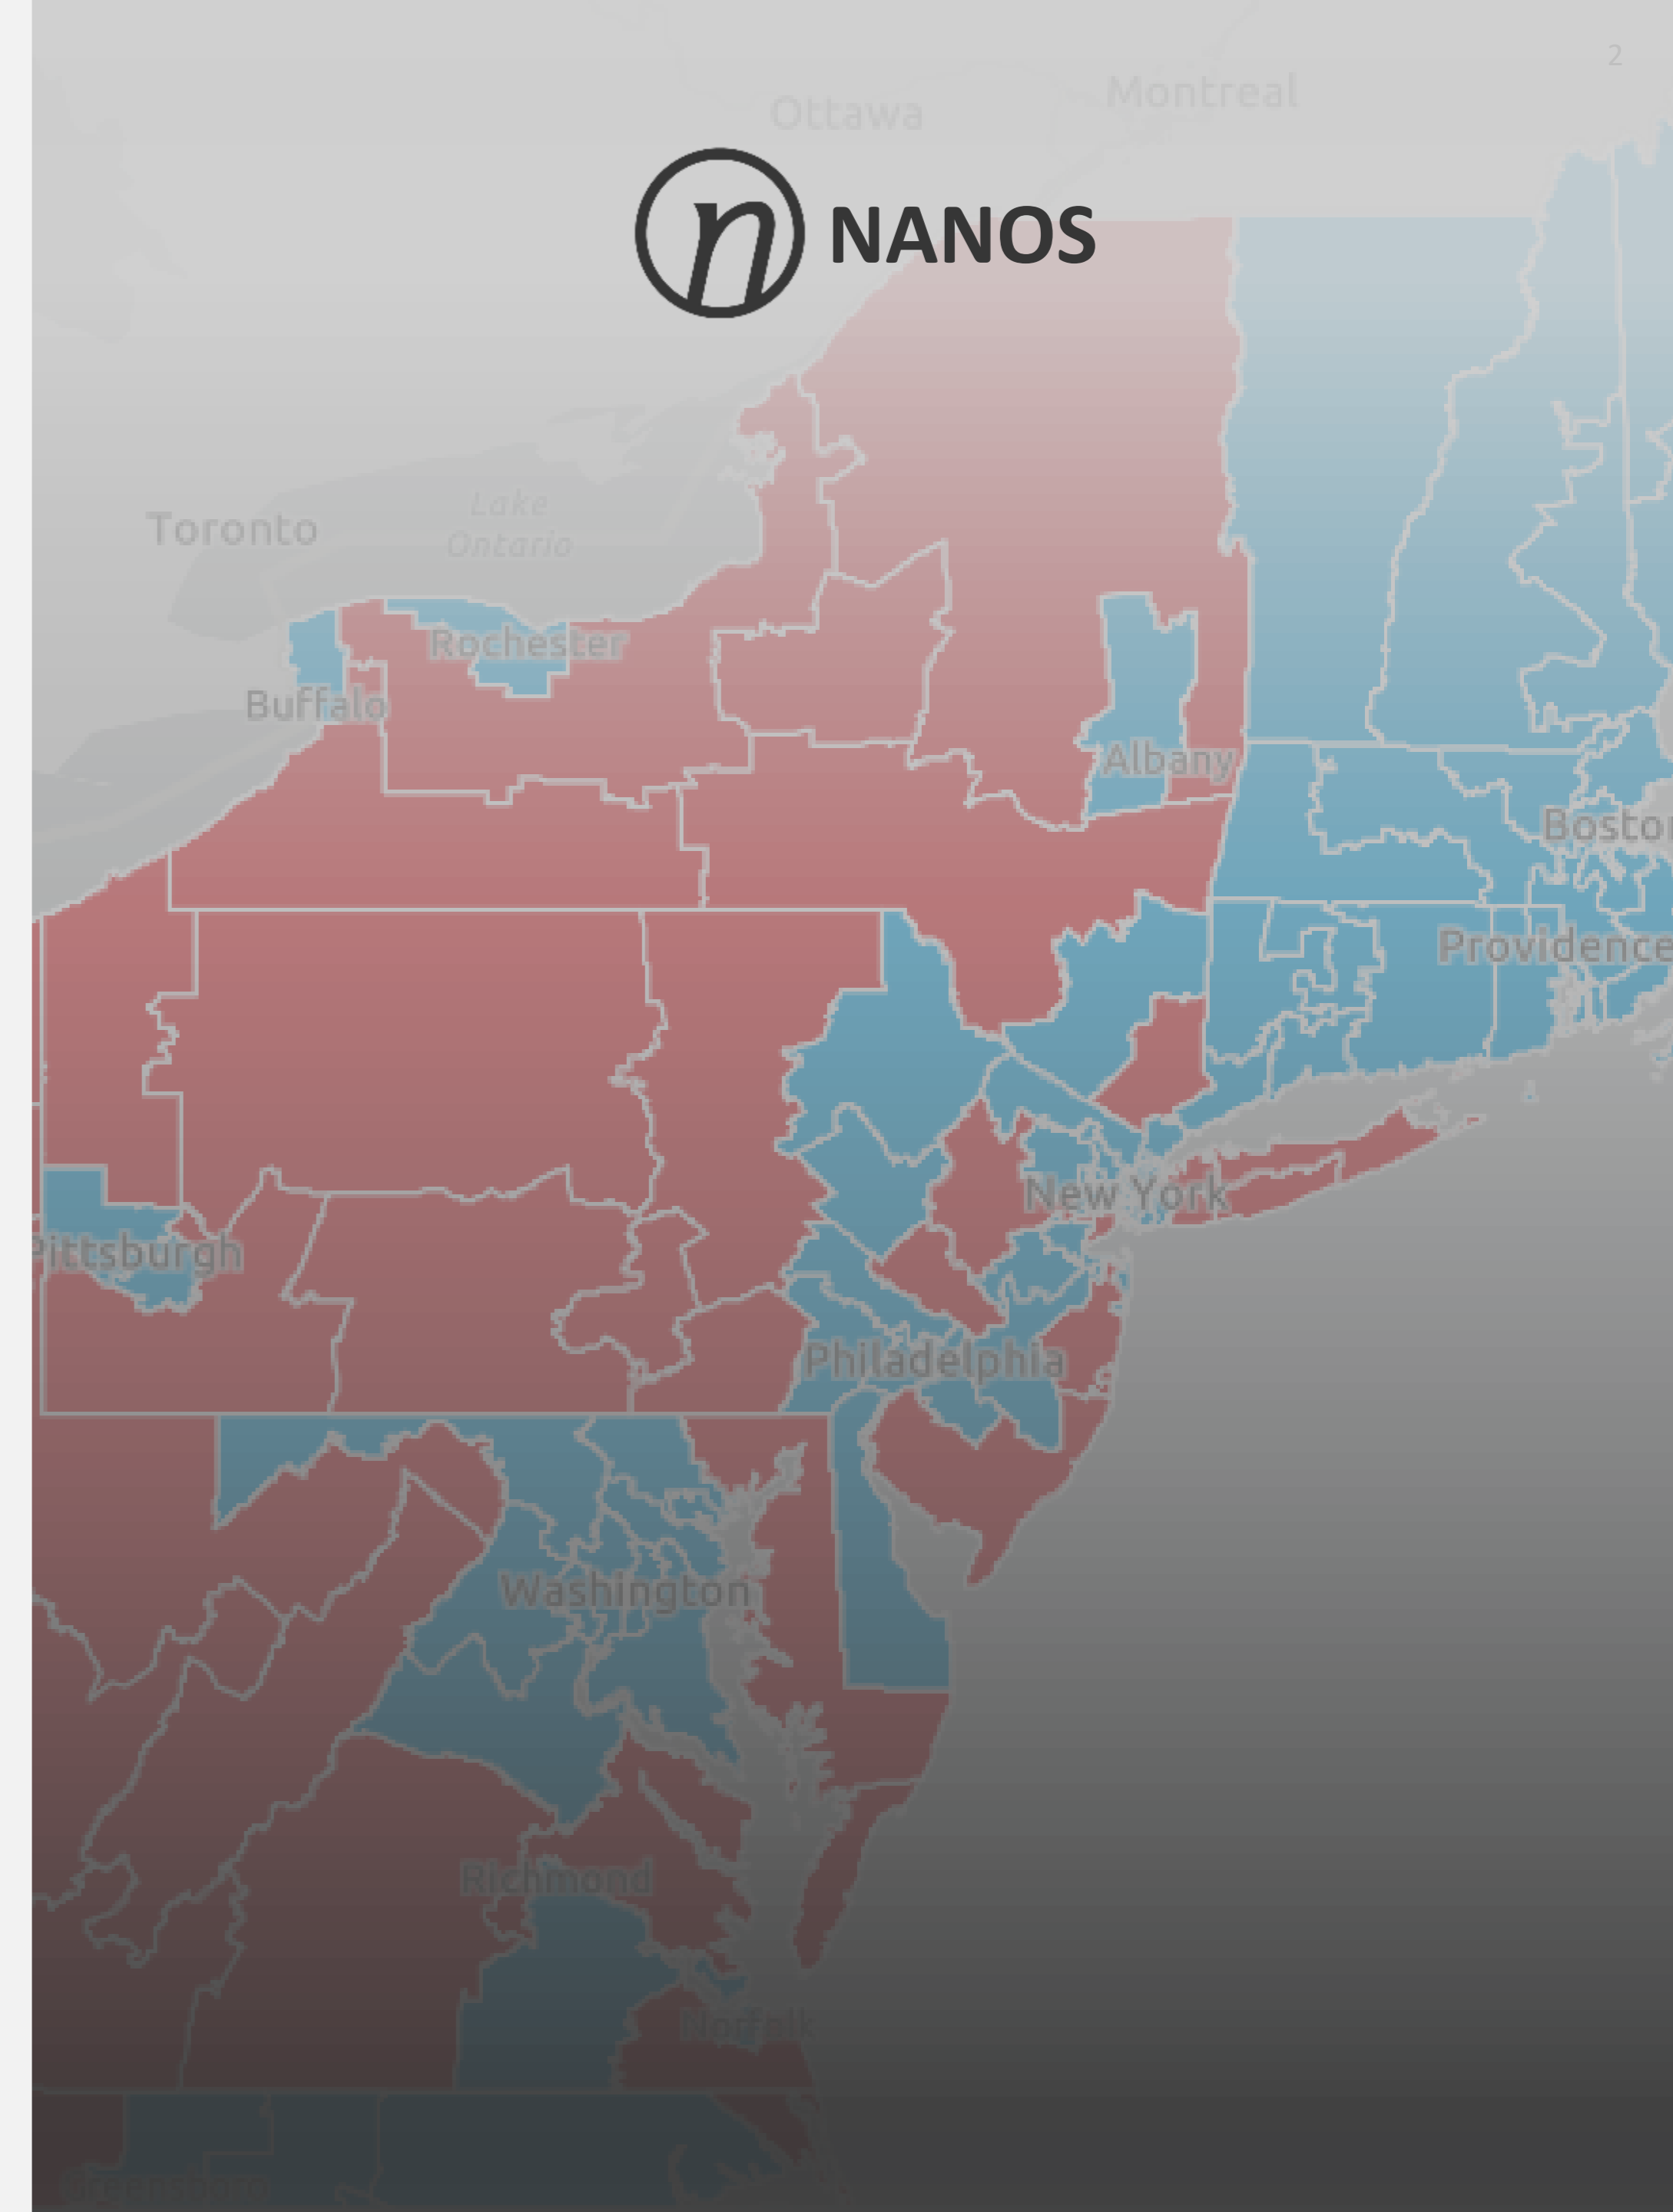 2
Montreal
Ottawa
n NANOS
Lake
Ontario
Toronto
Rochester
Buffalo
Albany
Boston
Providence
New York
Pittsburgh
Philadelphia
Washington
Richmond
Norfolk
Greensboro